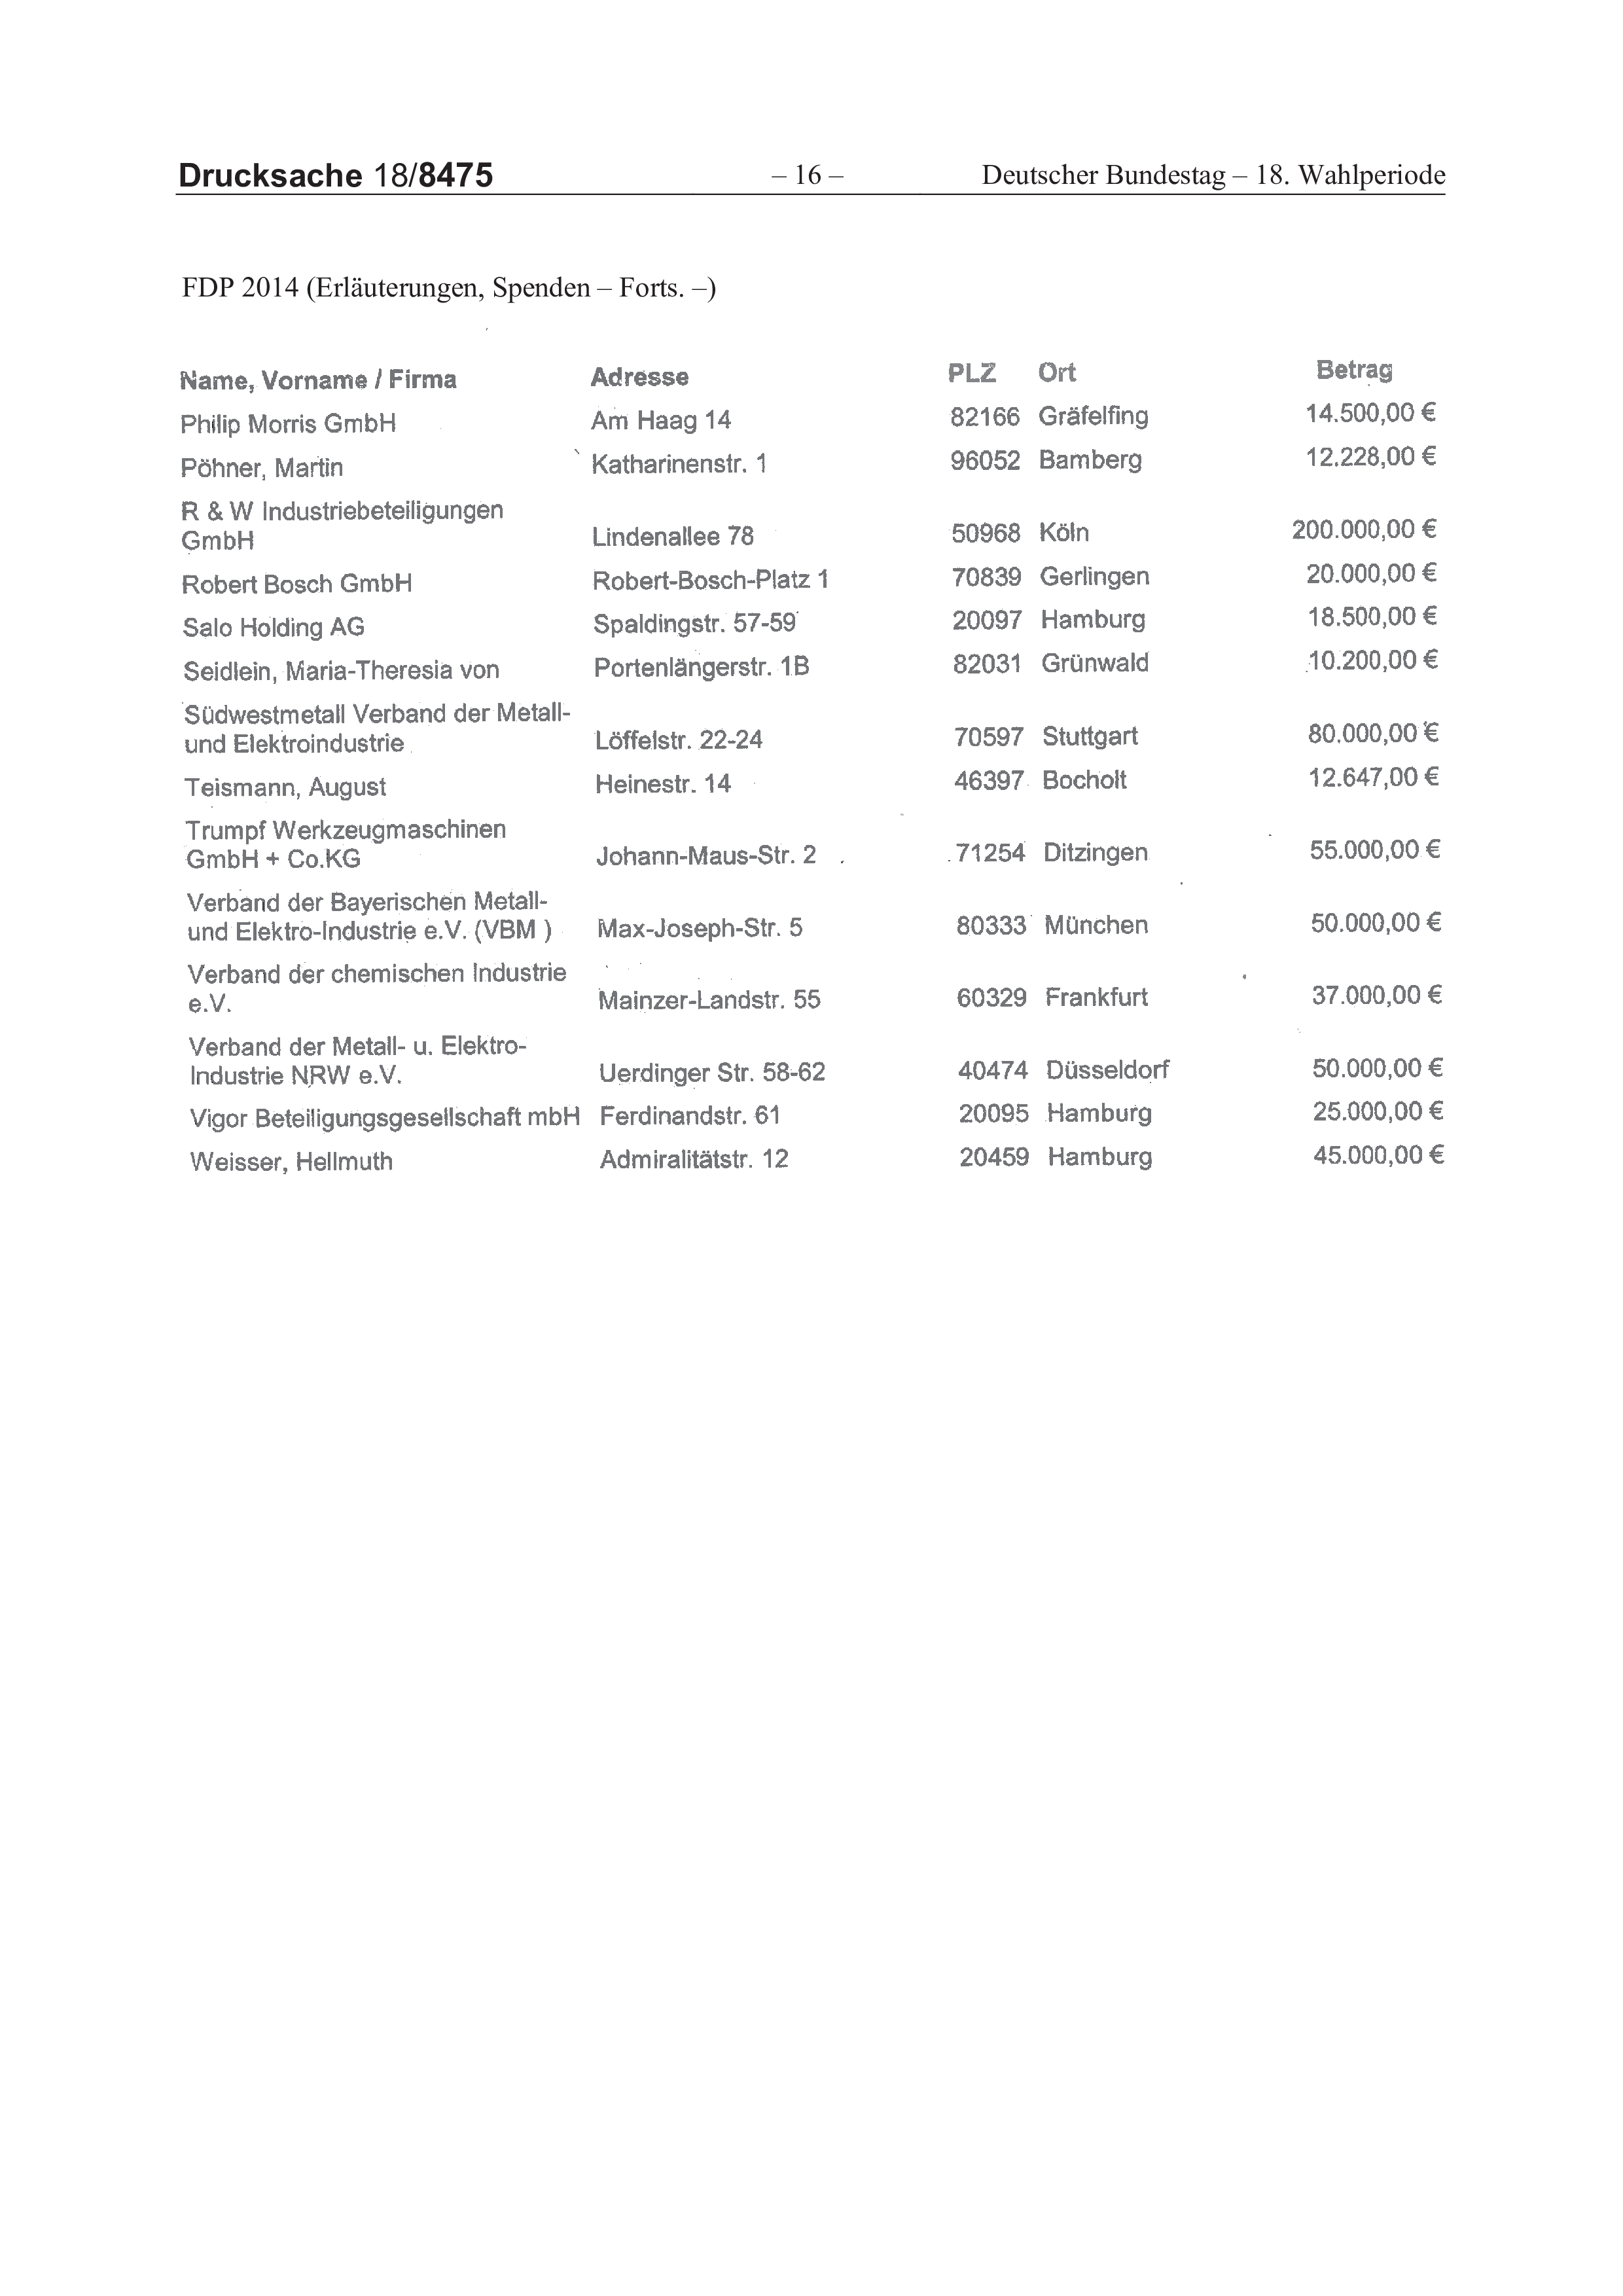 Drucksache 18/8475 – 16 – Deutscher Bundestag – 18. Wahlperiode
FDP 2014 (Erläuterungen, Spenden – Forts. –)
Name, Vorname / Firma Adresse PLZ Ort Betrag
Philip Morris GmbH Am Haag 14 82166 Gräfelfing 14.500,00 €
Pöhner, Martin Katharinenstr. 1 96052 Bamberg 12.228,00 €
R & W Industriebeteiligungen
GmbH Lindenallee 78 50968 Köln 200.000,00 €
Robert Bosch GmbH Robert-Bosch-Platz 1 70839 Gerlingen 20.000,00 €
Salo Holding AG Spaldingstr. 57-59 20097 Hamburg 18.500,00 €
Seidlein, Maria-Theresia von Portenlängerstr. 1B 82031 Grünwald 10.200,00 €
Südwestmetall Verband der Metall-
und Elektroindustrie Löffelstr. 22-24 70597 Stuttgart 80.000,00 €
Teismann, August Heinestr. 14 46397 Bocholt 12.647,00 €
Trumpf Werkzeugmaschinen
GmbH + Co.KG Johann-Maus-Str. 2 71254 Ditzingen 55.000,00 €
Verband der Bayerischen Metall-
und Elektro-Industrie e.V. (VBM ) Max-Joseph-Str. 5 80333 München 50.000,00 €
Verband der chemischen Industrie
e.V. Mainzer-Landstr. 55 60329 Frankfurt 37.000,00 €
Verband der Metall- u. Elektro-
Industrie NRW e.V. Uerdinger Str. 58-62 40474 Düsseldorf 50.000,00 €
Vigor Beteiligungsgesellschaft mbH Ferdinandstr. 61 20095 Hamburg 25.000,00 €
Weisser, Hellmuth Admiralitätstr. 12 20459 Hamburg 45.000,00 €